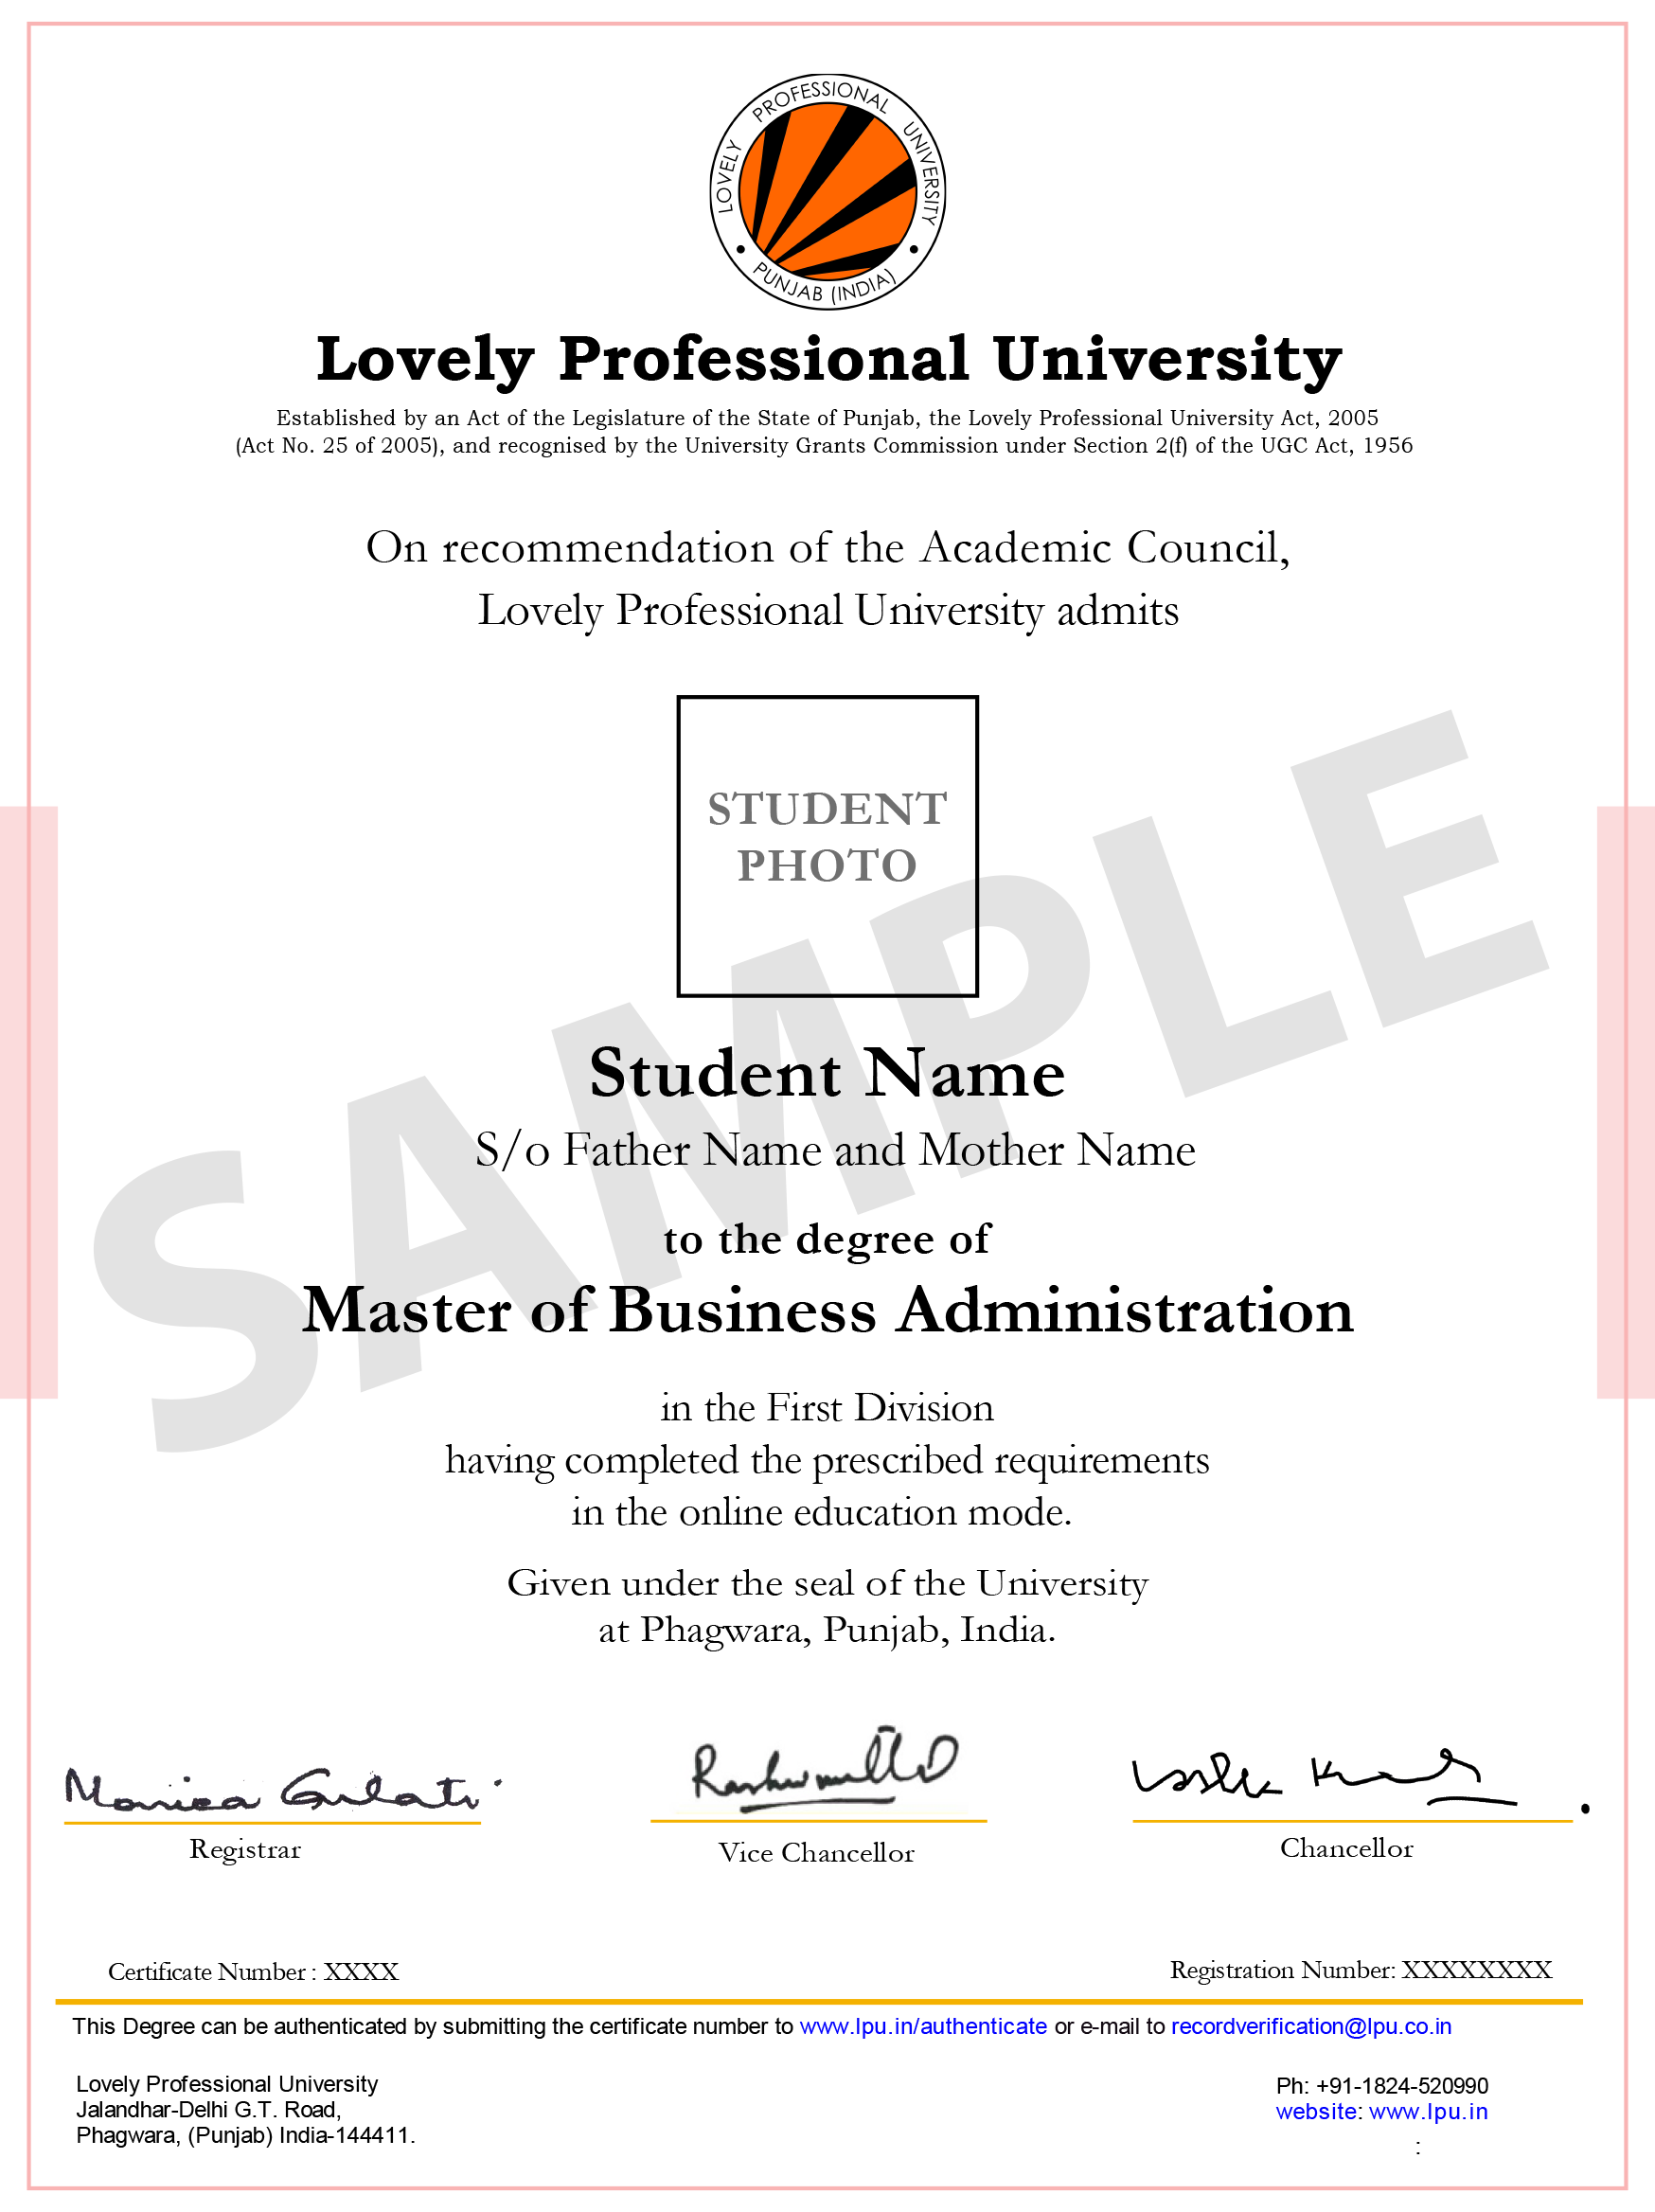 LOVELY PROFESSIONAL UNIVERSITY
PUNJAB (INDIA)
Lovely Professional University
Established by an Act of the Legislature of the State of Punjab, the Lovely Professional University Act, 2005
(Act No. 25 of 2005), and recognised by the University Grants Commission under Section 2(f) of the UGC Act, 1956
On recommendation of the Academic Council,
Lovely Professional University admits
STUDENT
PHOTO
SAMPLE
Student Name
S/o Father Name and Mother Name
to the degree of
Master of Business Administration
in the First Division
having completed the prescribed requirements
in the online education mode.
Given under the seal of the University
at Phagwara, Punjab, India.
Monica Gulati
Registrar
Vice Chancellor
Chancellor
Certificate Number : XXXX
Registration Number: XXXXXXXX
This Degree can be authenticated by submitting the certificate number to www.lpu.in/authenticate or e-mail to recordverification@lpu.co.in
Lovely Professional University
Jalandhar-Delhi G.T. Road,
Phagwara, (Punjab) India-144411.
Ph: +91-1824-520990
website: www.lpu.in
: